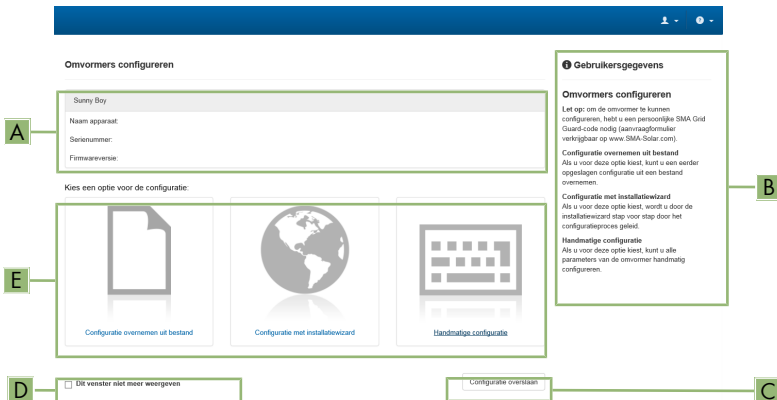 Omvormers configureren
Sunny Boy
Naam apparaat:
Serienummer:
Firmwareversie:
A
Kies een optie voor de configuratie:
Configuratie overnemen uit bestand
Configuratie met installatiewizard
Handmatige configuratie
E
Dit venster niet meer weergeven
D
Configuratie overslaan
C
Gebruikersgegevens
Omvormers configureren
Let op: om de omvormer te kunnen
configureren, hebt u een persoonlijke SMA Grid
Guard-code nodig (aanvraagformulier
verkrijgbaar op www.SMA-Solar.com).
Configuratie overnemen uit bestand
Als u voor deze optie kiest, kunt u een eerder
opgeslagen configuratie uit een bestand
overnemen.
Configuratie met installatiewizard
Als u voor deze optie kiest, wordt u door de
installatiewizard stap voor stap door het
configuratieproces geleid.
Handmatige configuratie
Als u voor deze optie kiest, kunt u alle
parameters van de omvormer handmatig
configureren.
B